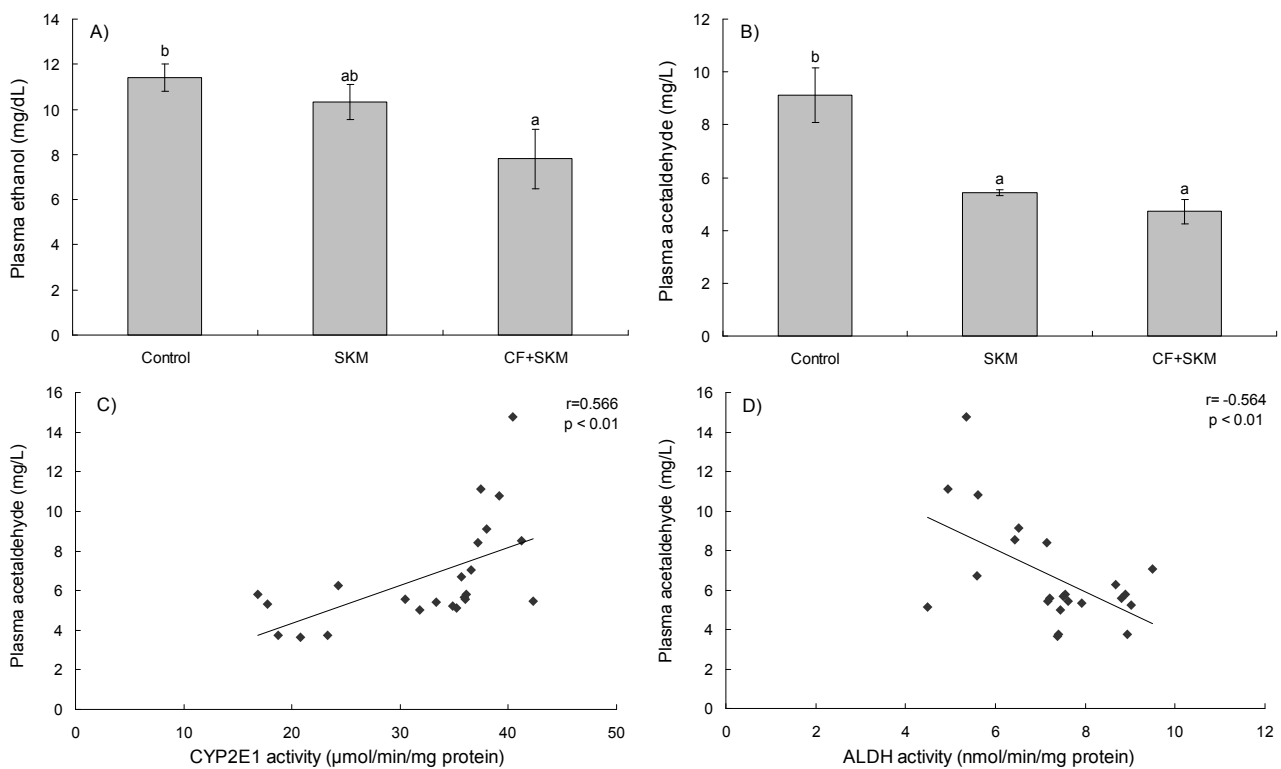 A)
Plasma ethanol (mg/dL)
14
12
10
8
6
4
2
0
b
ab
a
Control SKM CF+SKM
B)
Plasma acetaldehyde (mg/L)
12
10
8
6
4
2
0
b
a
a
Control SKM CF+SKM
C)
r=0.566
p < 0.01
Plasma acetaldehyde (mg/L)
16
14
12
10
8
6
4
2
0
0 10 20 30 40 50
CYP2E1 activity (μmol/min/mg protein)
D)
r= -0.564
p < 0.01
Plasma acetaldehyde (mg/L)
16
14
12
10
8
6
4
2
0
0 2 4 6 8 10 12
ALDH activity (nmol/min/mg protein)